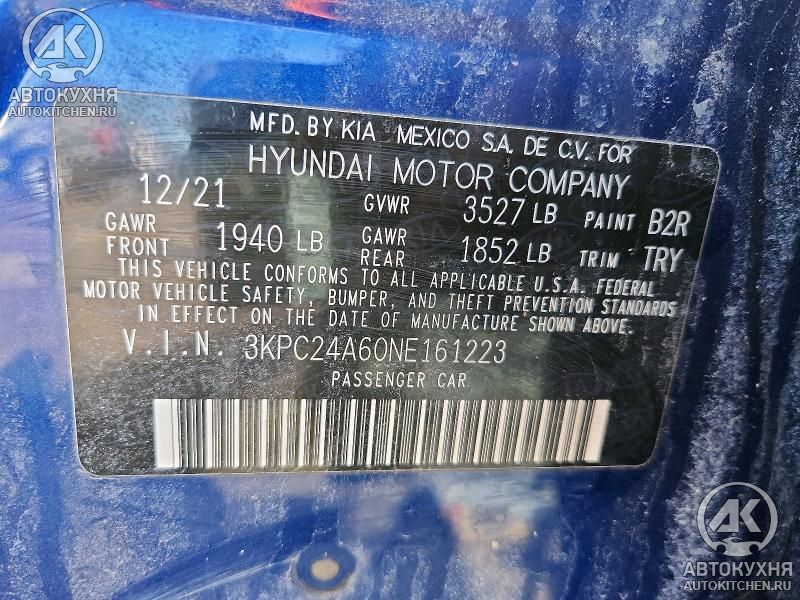 AK
АВТОКУХНЯ
AUTOKITCHEN.RU
MFD. BY KIA MEXICO S.A. DE C.V. FOR
HYUNDAI MOTOR COMPANY
12/21 GVWR 3527 LB PAINT B2R
GAWR FRONT 1940 LB GAWR REAR 1852 LB TRIM TRY
THIS VEHICLE CONFORMS TO ALL APPLICABLE U.S.A. FEDERAL
MOTOR VEHICLE SAFETY, BUMPER, AND THEFT PREVENTION STANDARDS
IN EFFECT ON THE DATE OF MANUFACTURE SHOWN ABOVE.
V.I.N. 3KPC24A60NE161223
PASSENGER CAR
AK
АВТОКУХНЯ
AUTOKITCHEN.RU